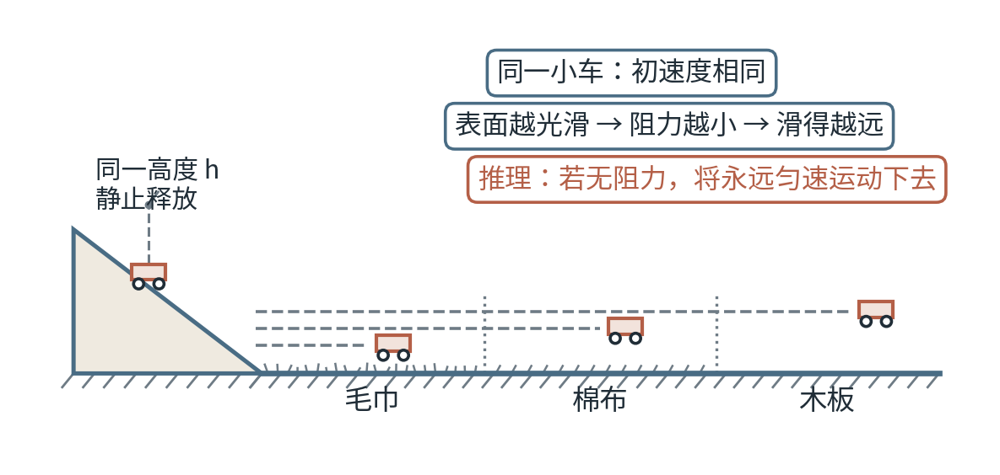 同一小车：初速度相同
表面越光滑 → 阻力越小 → 滑得越远
推理：若无阻力，将永远匀速运动下去
同一高度 h
静止释放
毛巾
棉布
木板